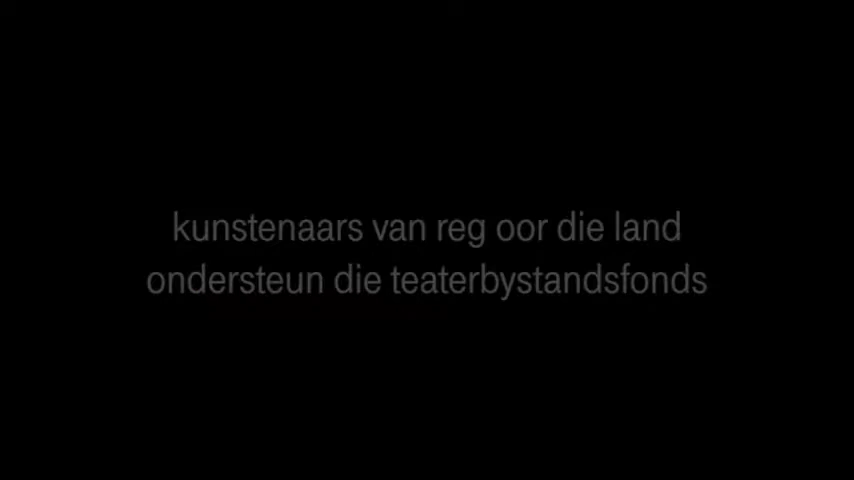 kunstenaars van reg oor die land
ondersteun die teaterbystandsfonds